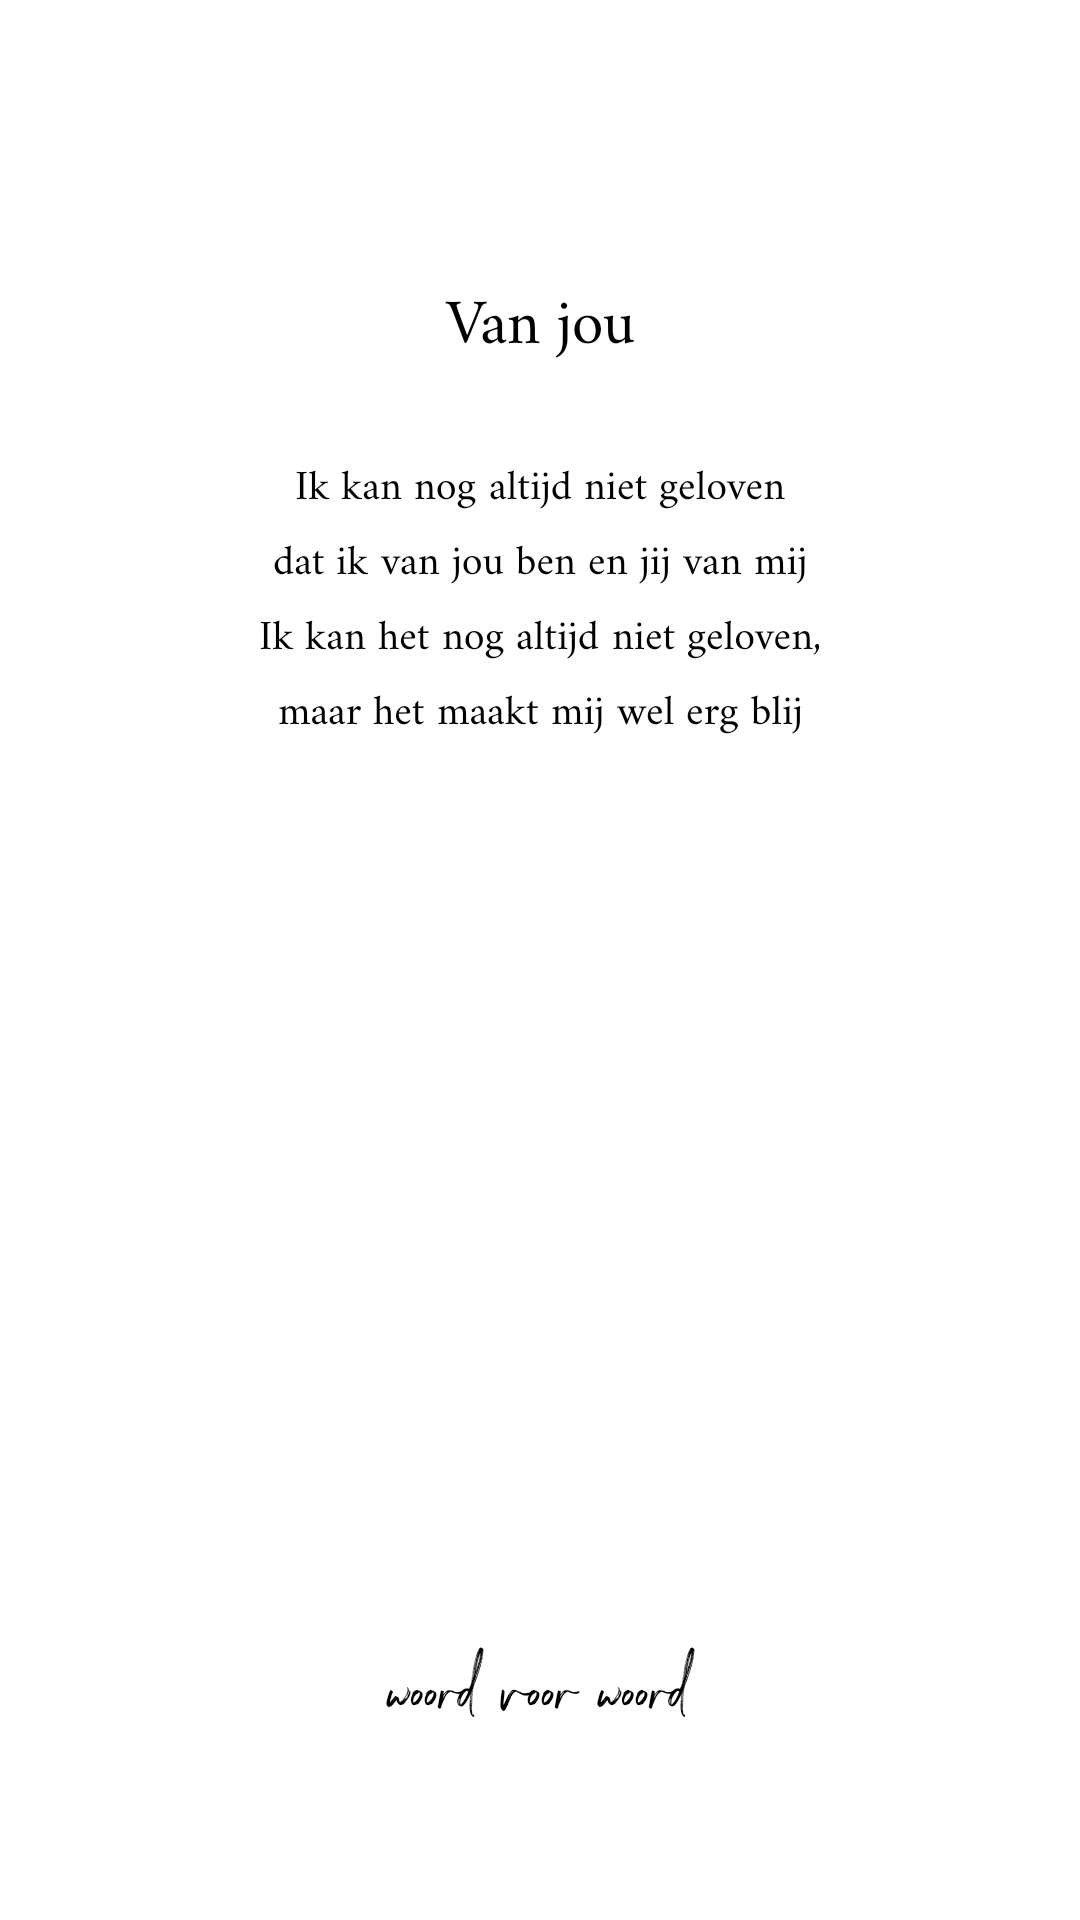 Van jou
Ik kan nog altijd niet geloven
dat ik van jou ben en jij van mij
Ik kan het nog altijd niet geloven,
maar het maakt mij wel erg blij
woord voor woord